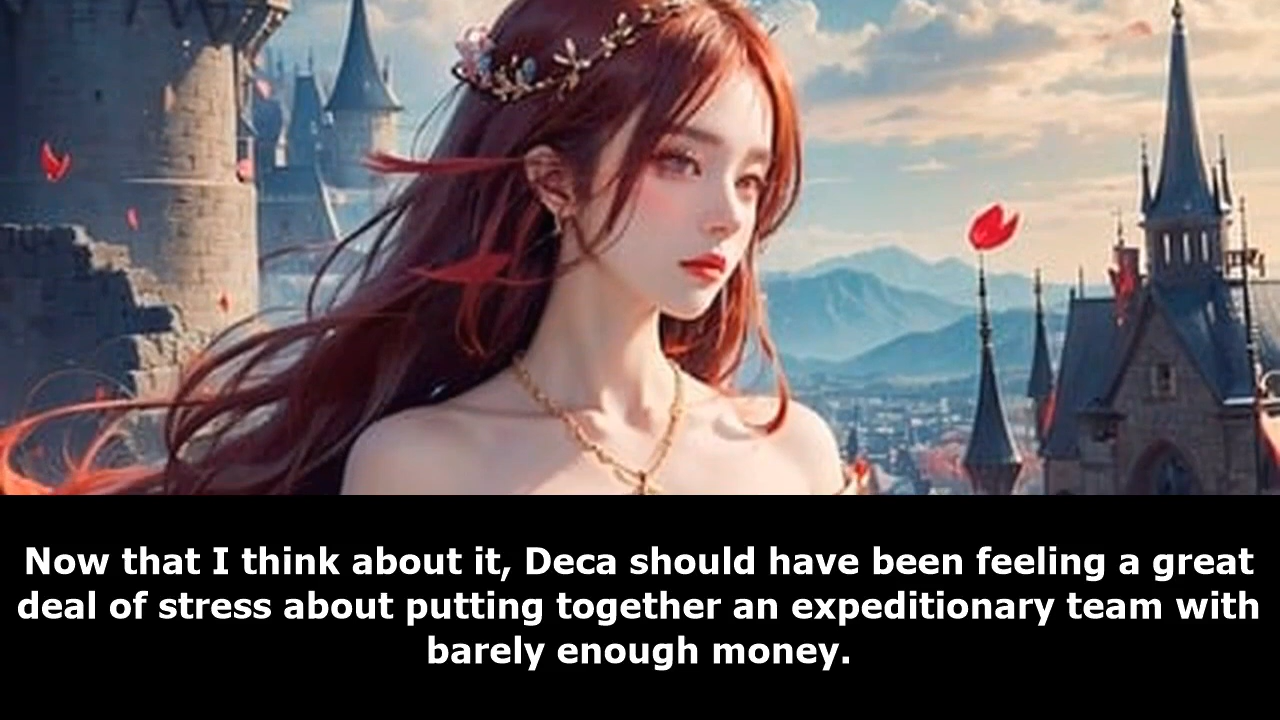 Now that I think about it, Deca should have been feeling a great
deal of stress about putting together an expeditionary team with
barely enough money.